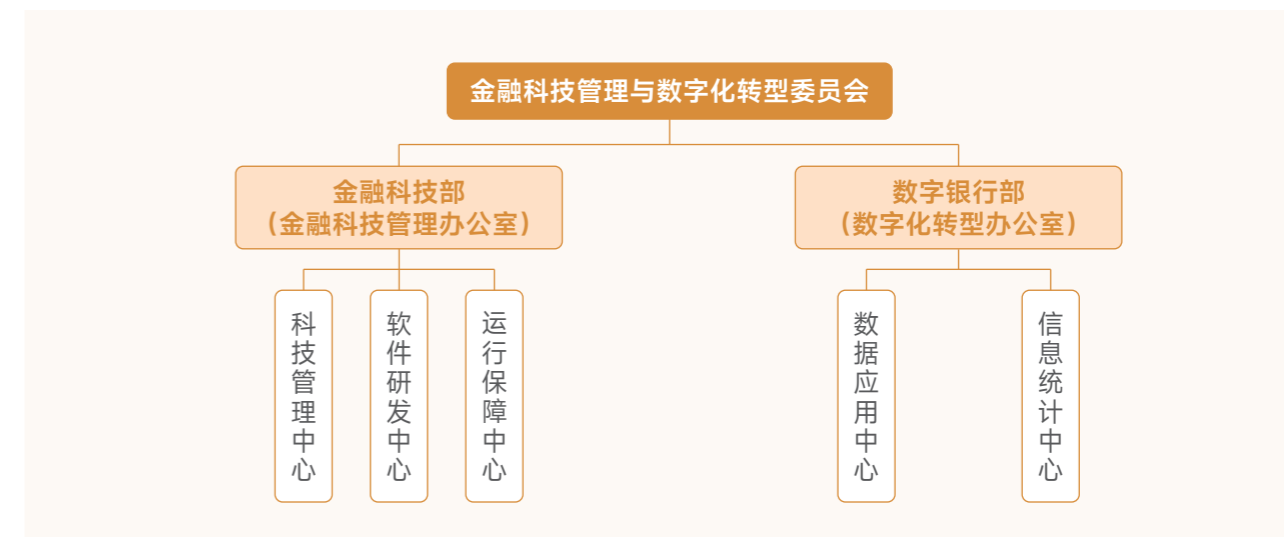 金融科技管理与数字化转型委员会
金融科技部
（金融科技管理办公室）
数字银行部
（数字化转型办公室）
科技管理中心
软件研发中心
运行保障中心
数据应用中心
信息统计中心